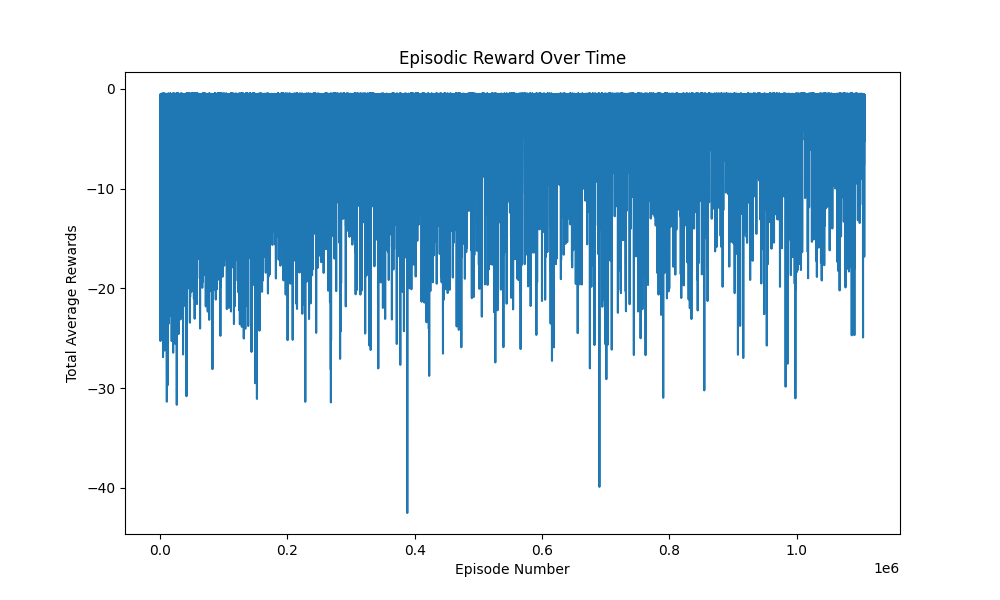 Episodic Reward Over Time
Total Average Rewards
0
−10
−20
−30
−40
0.0 0.2 0.4 0.6 0.8 1.0
1e6
Episode Number